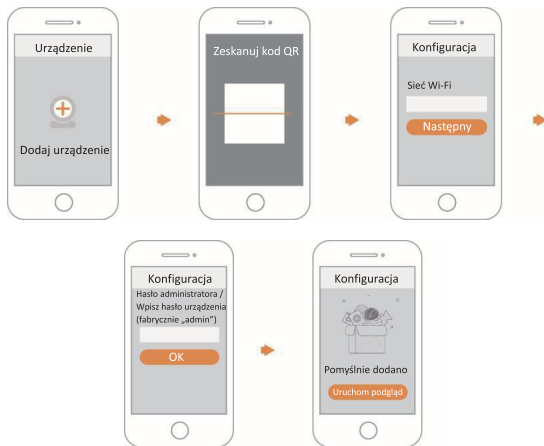 Urządzenie
Dodaj urządzenie
Zeskanuj kod QR
Konfiguracja
Sieć Wi-Fi
Następny
Konfiguracja
Hasło administratora /
Wpisz hasło urządzenia
(fabrycznie „admin”)
OK
Konfiguracja
Pomyślnie dodano
Uruchom podgląd